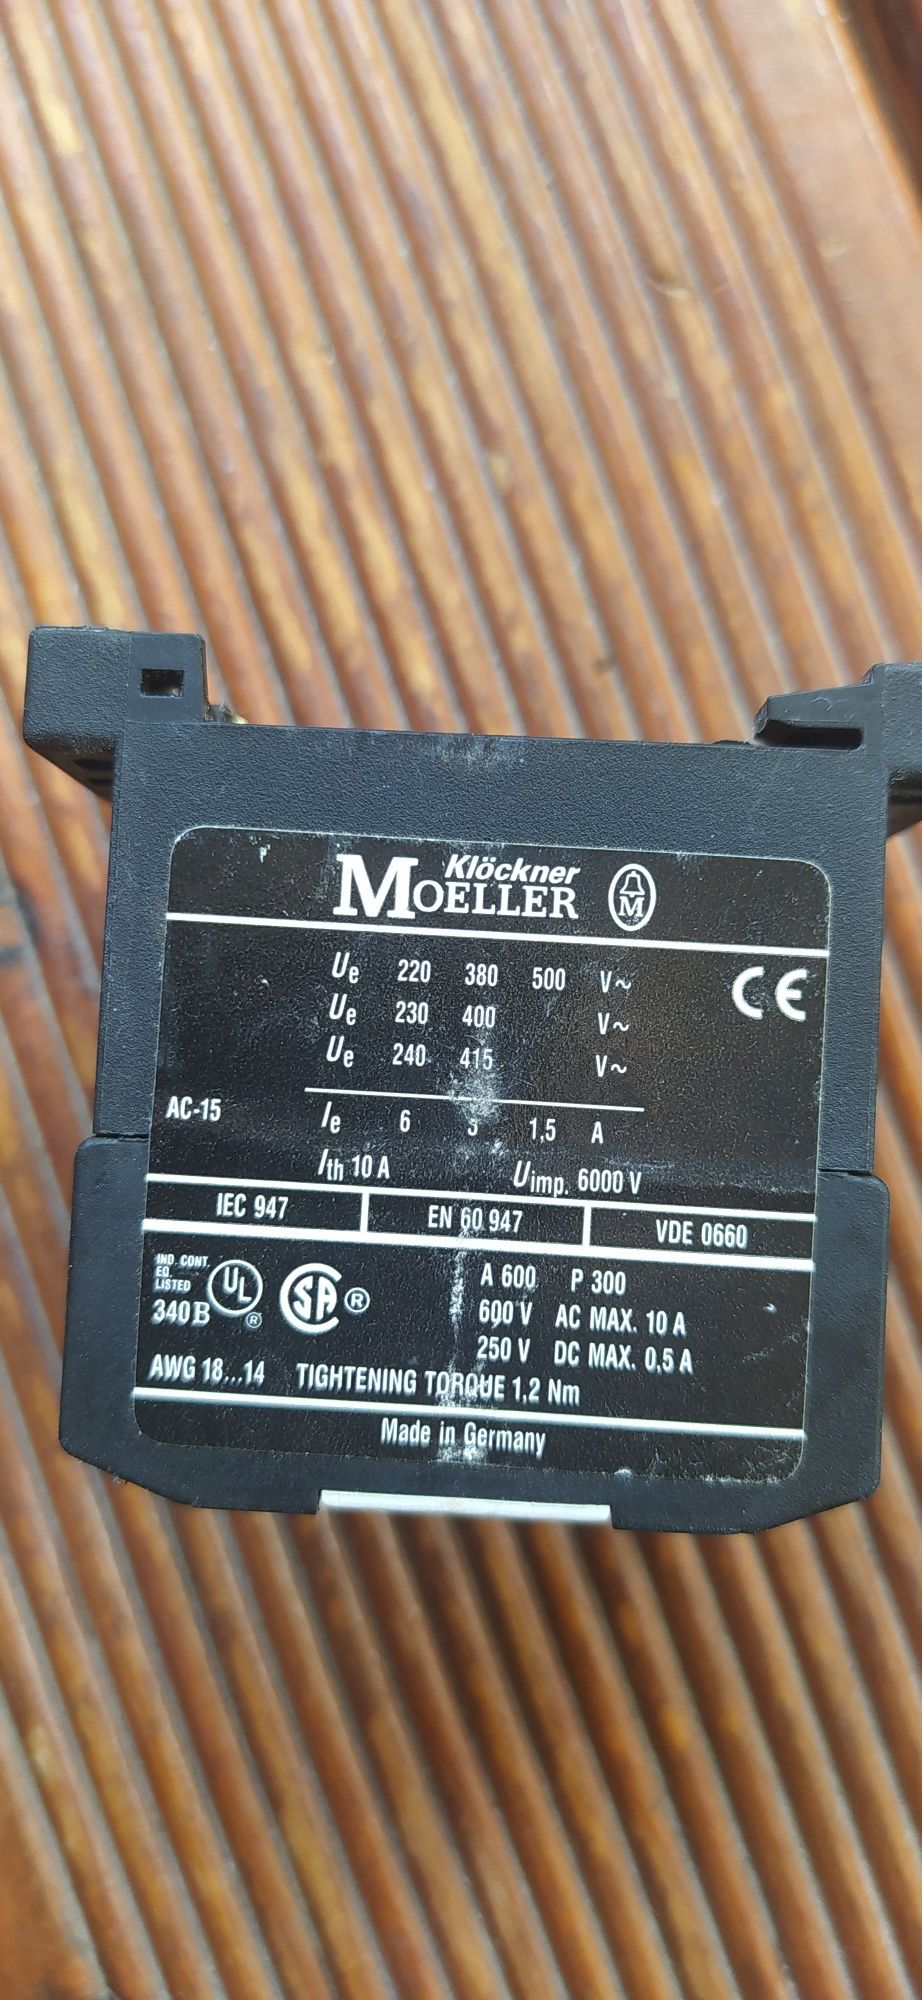 Klöckner
MOELLER M
Ue 220 380 500 V~
Ue 230 400 V~
Ue 240 415 V~
CE
AC-15 Ie 6 3 1,5 A
Ith 10 A Uimp. 6000 V
IEC 947 EN 60 947 VDE 0660
IND. CONT.
EQ.
LISTED
340B UL ® SA ®
A 600 P 300
600 V AC MAX. 10 A
250 V DC MAX. 0,5 A
AWG 18...14 TIGHTENING TORQUE 1,2 Nm
Made in Germany